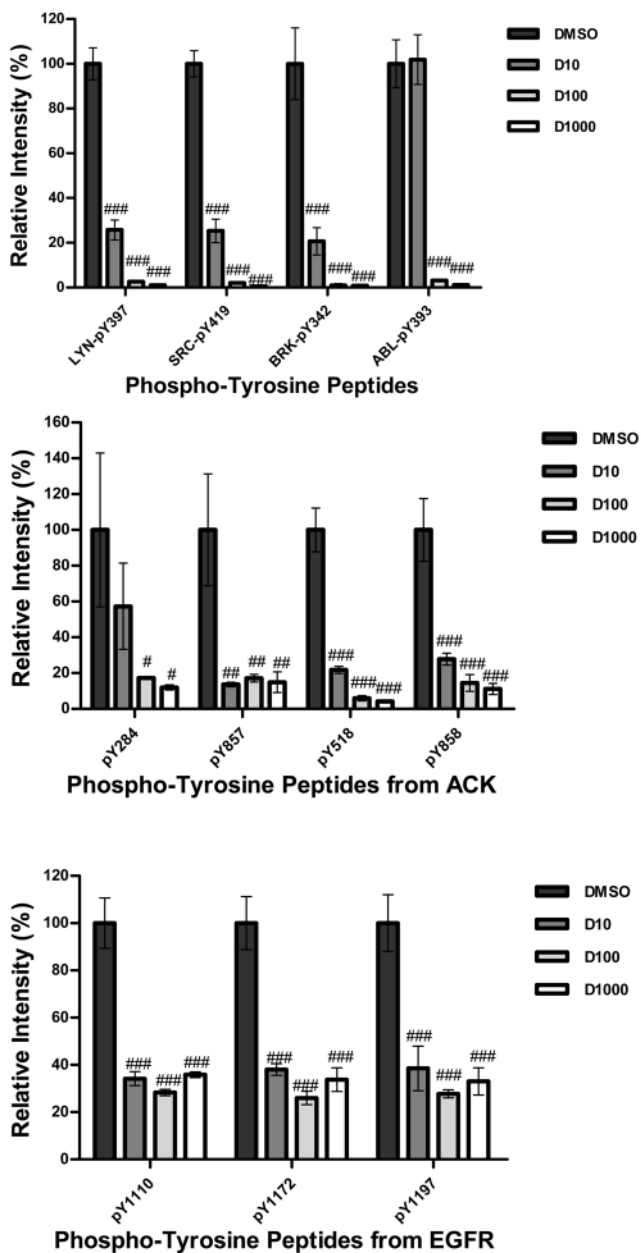 120
100
80
60
40
20
0
Relative Intensity (%)
DMSO
D10
D100
D1000
###
###
###
###
###
###
###
###
###
###
###
LYN-pY397
SRC-pY419
BRK-pY342
ABL-pY393
Phospho-Tyrosine Peptides
160
140
120
100
80
60
40
20
0
Relative Intensity (%)
DMSO
D10
D100
D1000
#
#
##
##
##
###
###
###
###
###
###
pY284
pY857
pY518
pY858
Phospho-Tyrosine Peptides from ACK
120
100
80
60
40
20
0
Relative Intensity (%)
DMSO
D10
D100
D1000
###
###
###
###
###
###
###
###
###
pY1110
pY1172
pY1197
Phospho-Tyrosine Peptides from EGFR